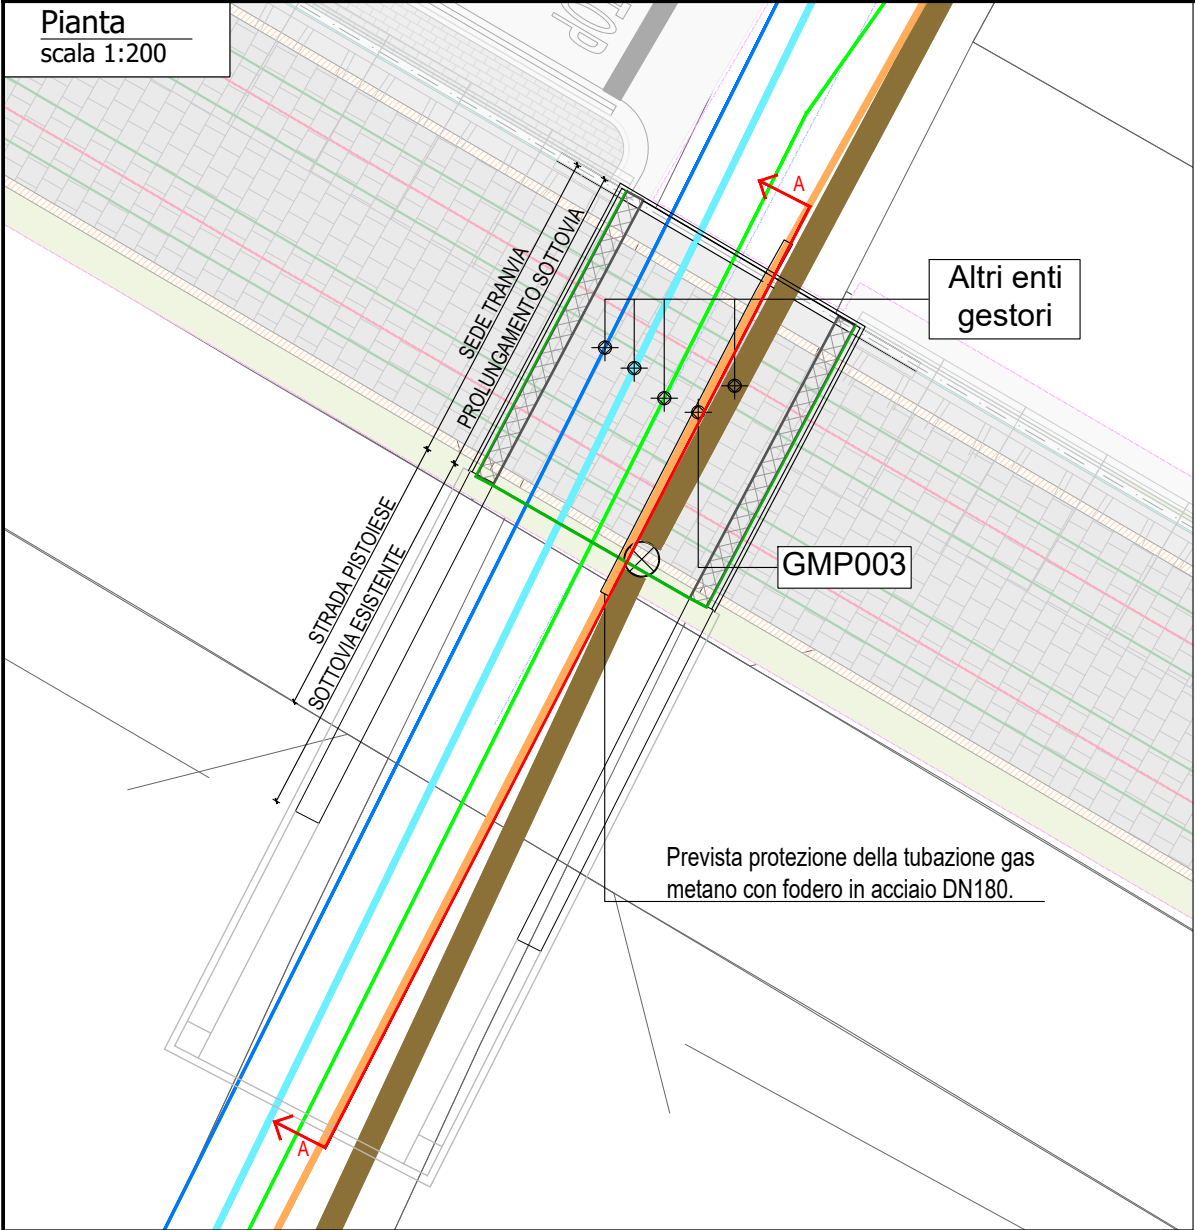 Pianta
scala 1:200
TOP
A
SEDE TRANVIA
PROLUNGAMENTO SOTTOVIA
Altri enti
gestori
STRADA PISTOIESE
SOTTOVIA ESISTENTE
GMP003
Prevista protezione della tubazione gas
metano con fodero in acciaio DN180.
A